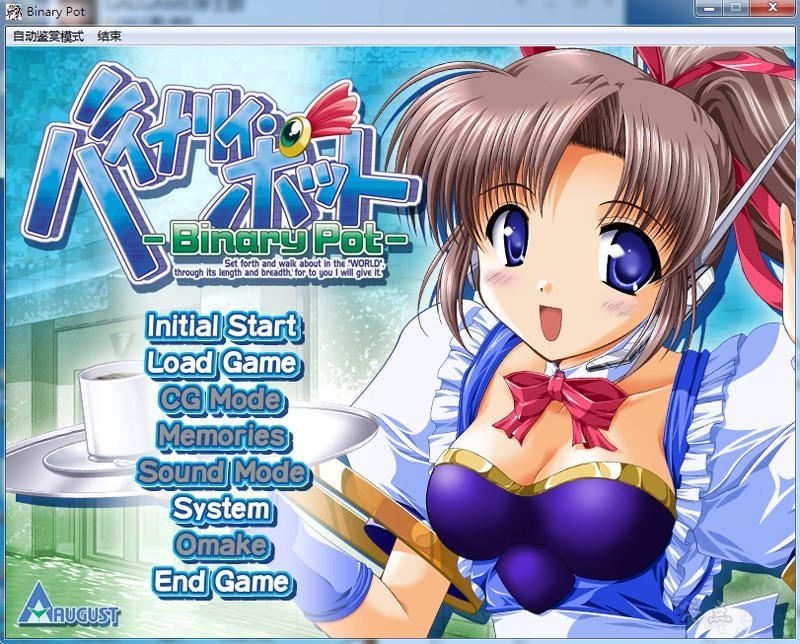 Binary Pot
自动鉴赏模式 结束
バイナリィ・ポット
- Binary Pot -
Set forth and walk about in the "WORLD",
through its length and breadth, for to you I will give it.
Initial Start
Load Game
CG Mode
Memories
Sound Mode
System
Omake
End Game
AUGUST